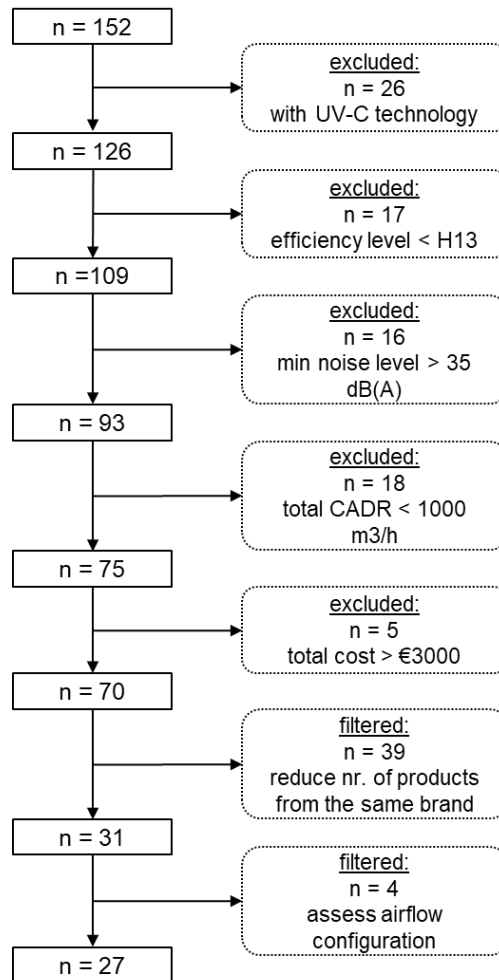 n = 152
excluded:
n = 26
with UV-C technology
n = 126
excluded:
n = 17
efficiency level < H13
n =109
excluded:
n = 16
min noise level > 35
dB(A)
n = 93
excluded:
n = 18
total CADR < 1000
m3/h
n = 75
excluded:
n = 5
total cost > €3000
n = 70
filtered:
n = 39
reduce nr. of products
from the same brand
n = 31
filtered:
n = 4
assess airflow
configuration
n = 27